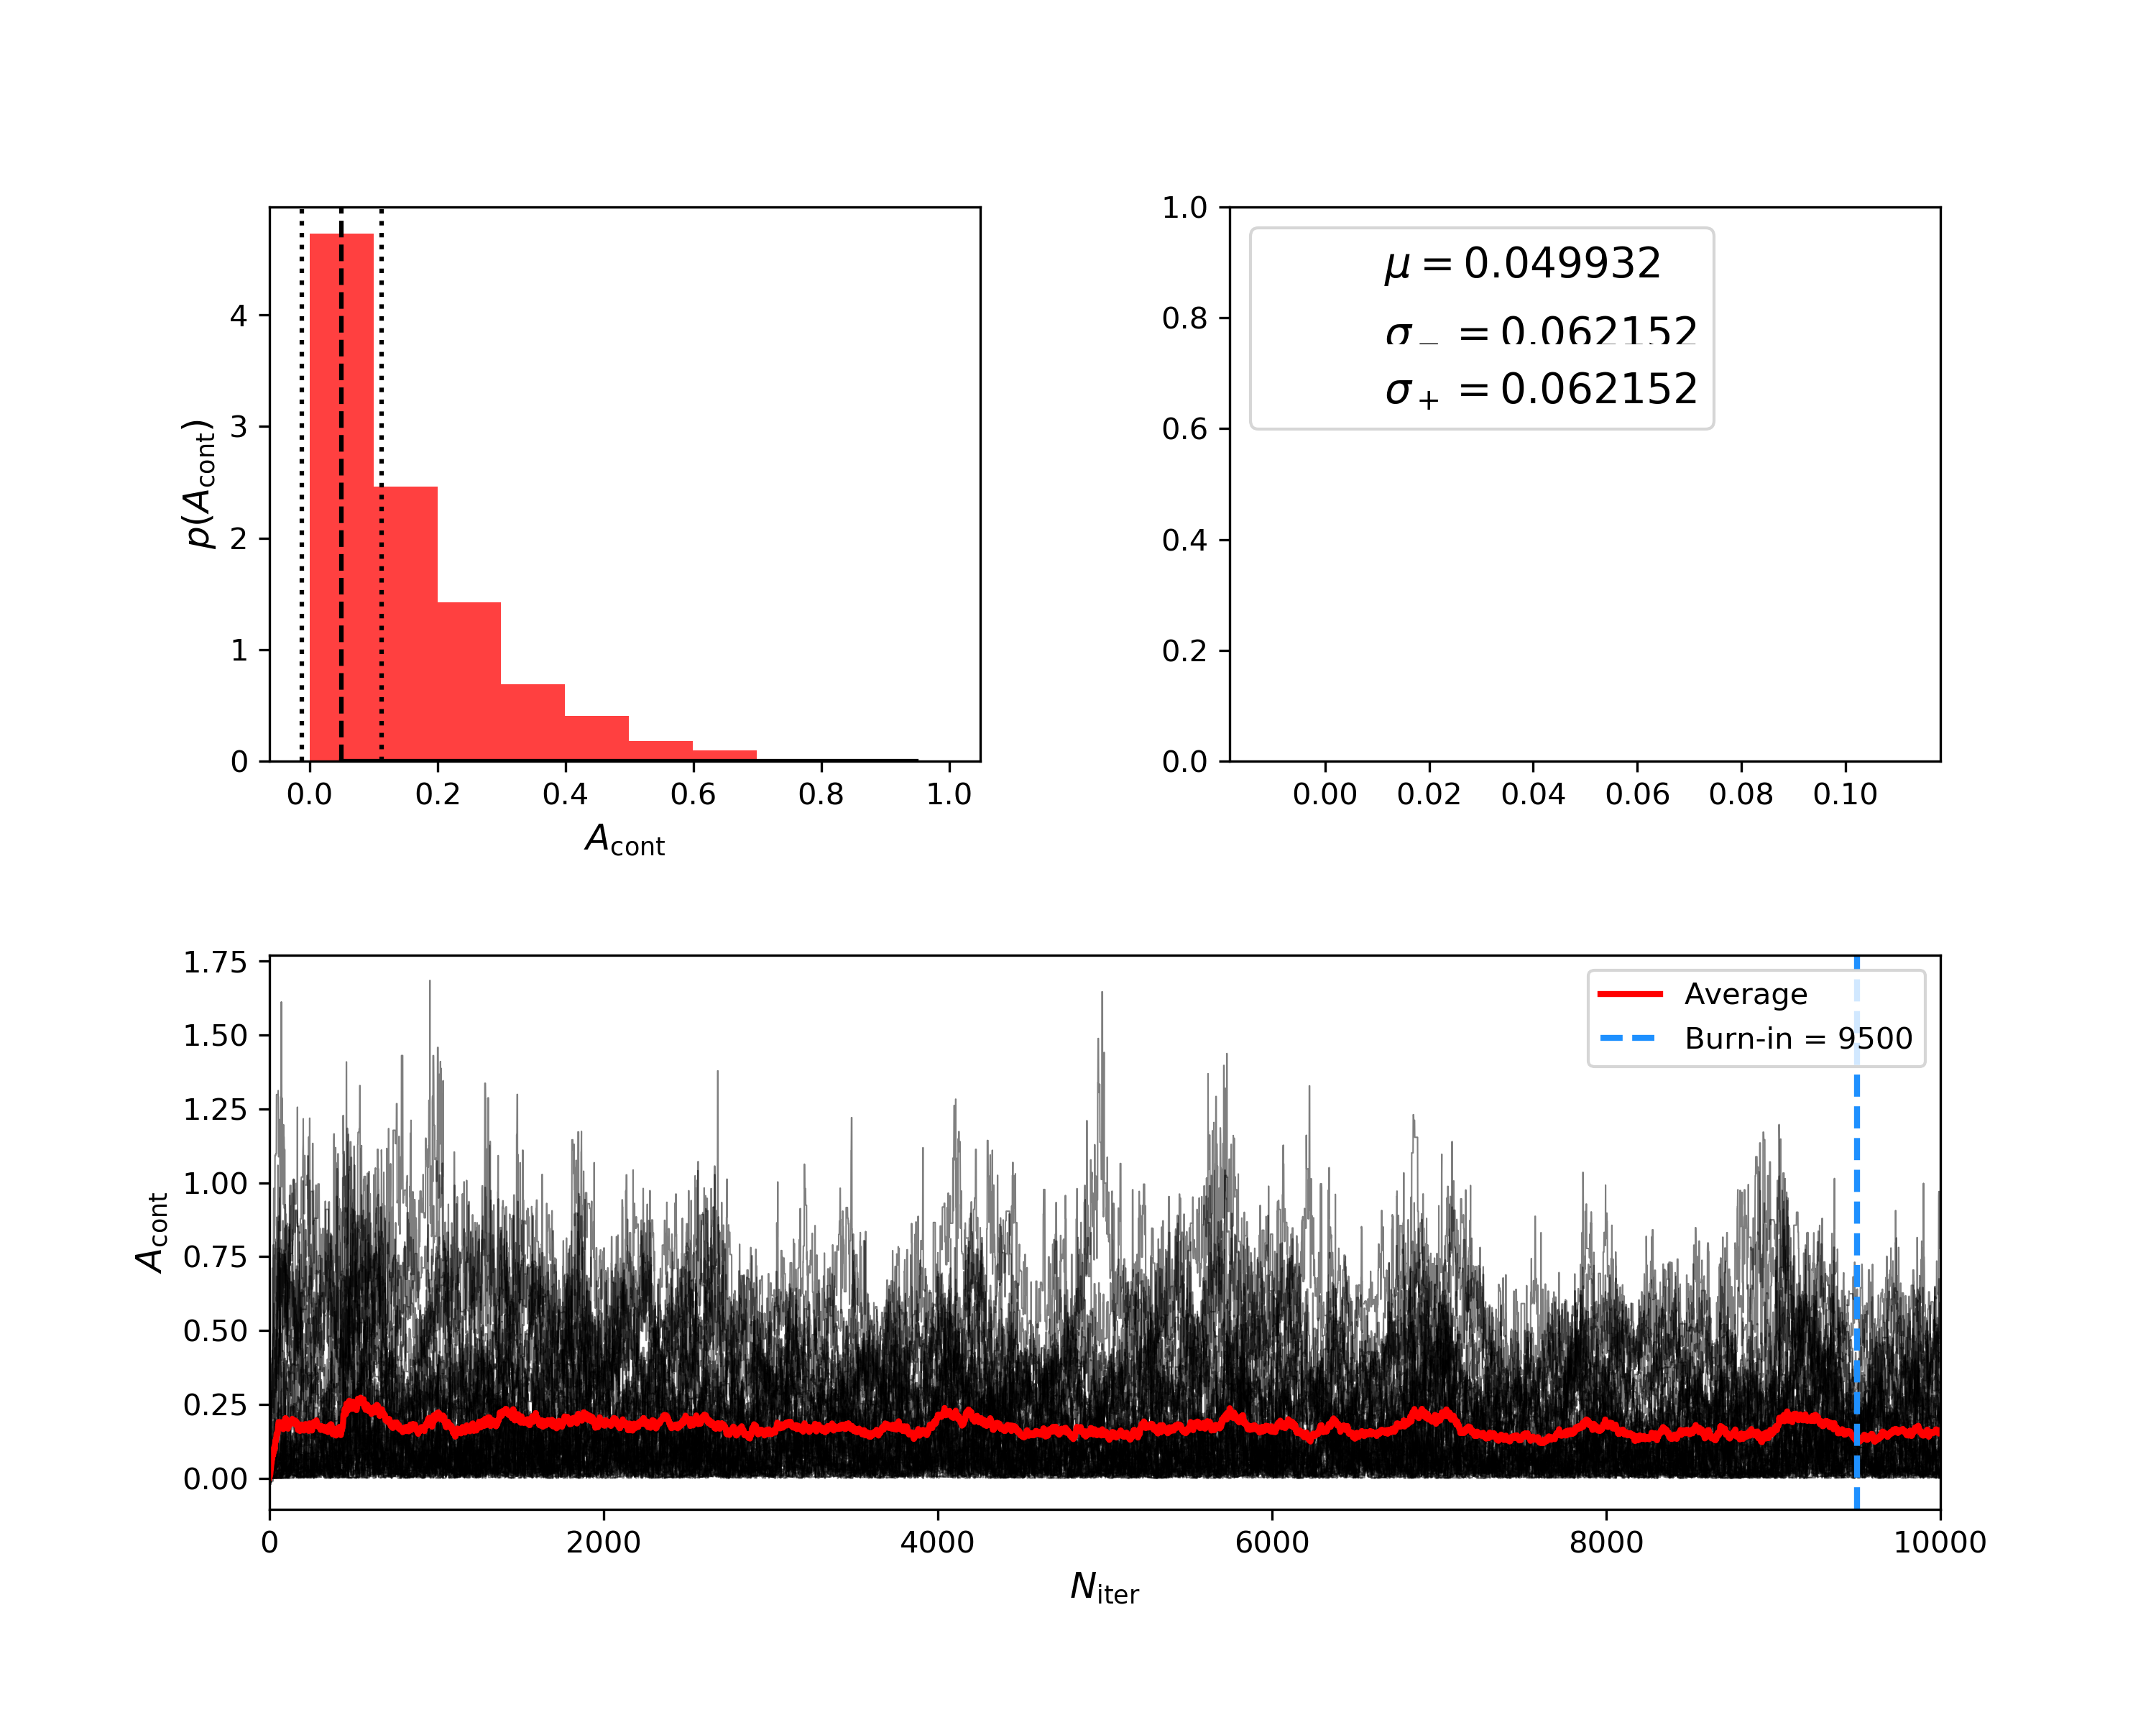 4
3
2
1
0
p(A_cont)
0.0 0.2 0.4 0.6 0.8 1.0
A_cont
1.0
0.8
0.6
0.4
0.2
0.0
μ = 0.049932
σ_− = 0.062152
σ_+ = 0.062152
0.00 0.02 0.04 0.06 0.08 0.10
1.75
1.50
1.25
1.00
0.75
0.50
0.25
0.00
A_cont
Average
Burn-in = 9500
0 2000 4000 6000 8000 10000
N_iter